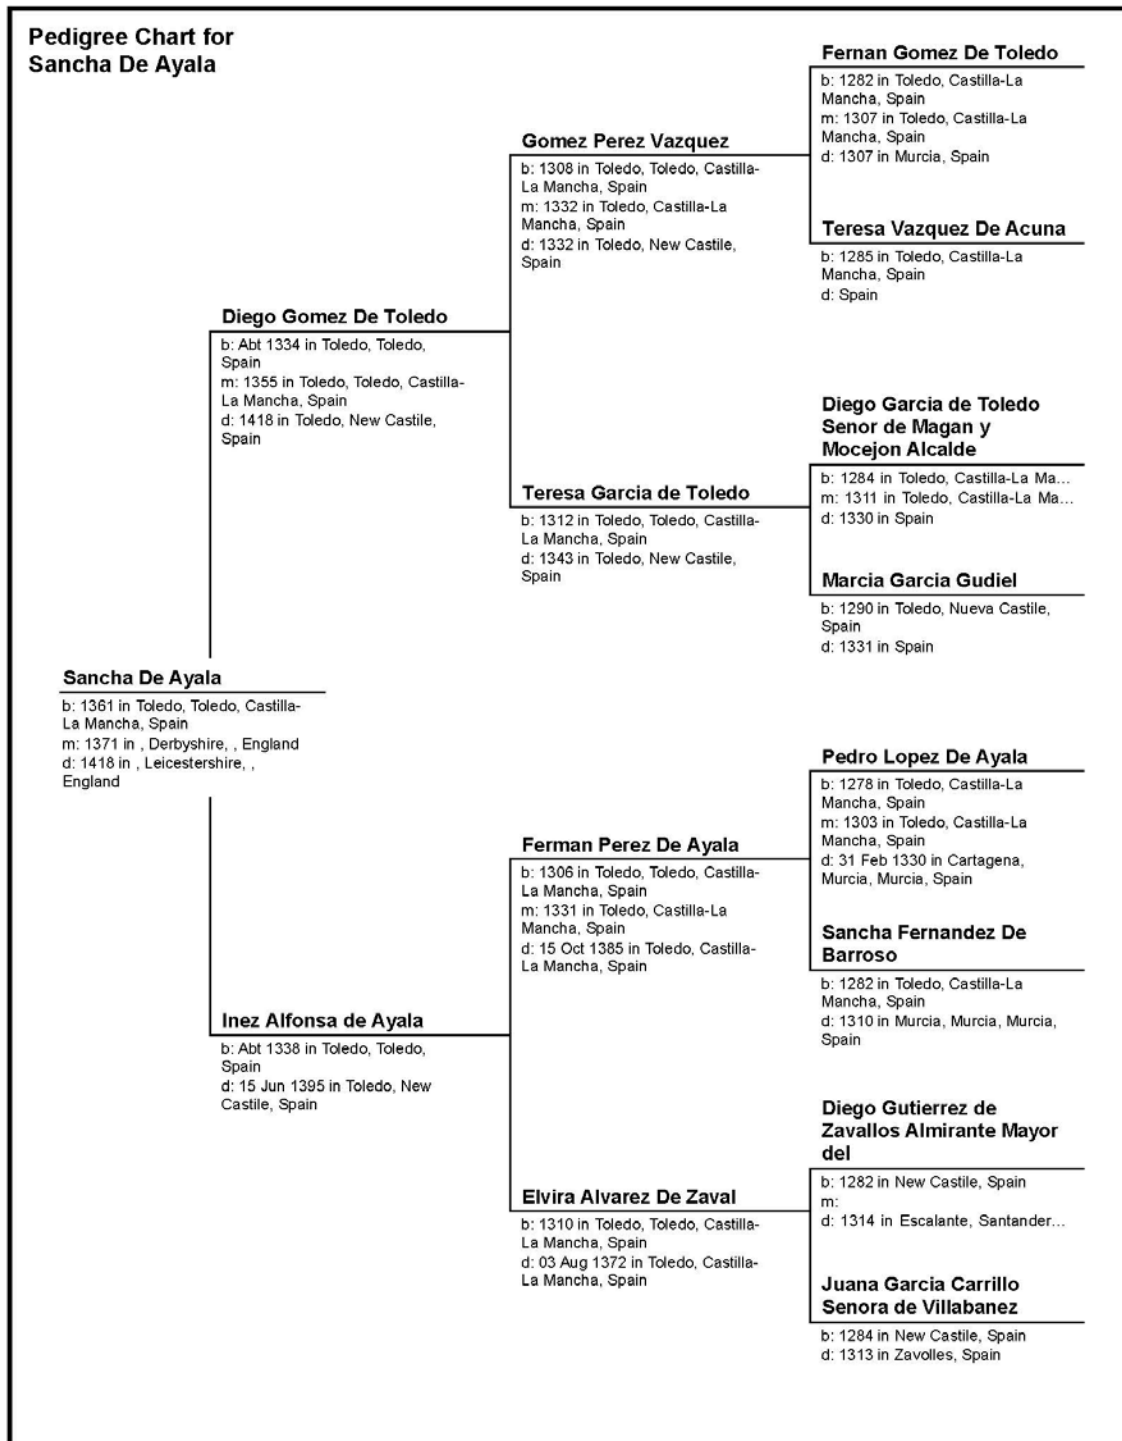 Pedigree Chart for
Sancha De Ayala
Fernan Gomez De Toledo
b: 1282 in Toledo, Castilla-La
Mancha, Spain
m: 1307 in Toledo, Castilla-La
Mancha, Spain
d: 1307 in Murcia, Spain
Gomez Perez Vazquez
b: 1308 in Toledo, Toledo, Castilla-
La Mancha, Spain
m: 1332 in Toledo, Castilla-La
Mancha, Spain
d: 1332 in Toledo, New Castile,
Spain
Teresa Vazquez De Acuna
b: 1285 in Toledo, Castilla-La
Mancha, Spain
d: Spain
Diego Gomez De Toledo
b: Abt 1334 in Toledo, Toledo,
Spain
m: 1355 in Toledo, Toledo, Castilla-
La Mancha, Spain
d: 1418 in Toledo, New Castile,
Spain
Diego Garcia de Toledo
Senor de Magan y
Mocejon Alcalde
b: 1284 in Toledo, Castilla-La Ma...
m: 1311 in Toledo, Castilla-La Ma...
d: 1330 in Spain
Teresa Garcia de Toledo
b: 1312 in Toledo, Toledo, Castilla-
La Mancha, Spain
d: 1343 in Toledo, New Castile,
Spain
Marcia Garcia Gudiel
b: 1290 in Toledo, Nueva Castile,
Spain
d: 1331 in Spain
Sancha De Ayala
b: 1361 in Toledo, Toledo, Castilla-
La Mancha, Spain
m: 1371 in , Derbyshire, , England
d: 1418 in , Leicestershire, ,
England
Pedro Lopez De Ayala
b: 1278 in Toledo, Castilla-La
Mancha, Spain
m: 1303 in Toledo, Castilla-La
Mancha, Spain
d: 31 Feb 1330 in Cartagena,
Murcia, Murcia, Spain
Ferman Perez De Ayala
b: 1306 in Toledo, Toledo, Castilla-
La Mancha, Spain
m: 1331 in Toledo, Castilla-La
Mancha, Spain
d: 15 Oct 1385 in Toledo, Castilla-
La Mancha, Spain
Sancha Fernandez De
Barroso
b: 1282 in Toledo, Castilla-La
Mancha, Spain
d: 1310 in Murcia, Murcia, Murcia,
Spain
Inez Alfonsa de Ayala
b: Abt 1338 in Toledo, Toledo,
Spain
d: 15 Jun 1395 in Toledo, New
Castile, Spain
Diego Gutierrez de
Zavallos Almirante Mayor
del
b: 1282 in New Castile, Spain
m:
d: 1314 in Escalante, Santander...
Elvira Alvarez De Zaval
b: 1310 in Toledo, Toledo, Castilla-
La Mancha, Spain
d: 03 Aug 1372 in Toledo, Castilla-
La Mancha, Spain
Juana Garcia Carrillo
Senora de Villabanez
b: 1284 in New Castile, Spain
d: 1313 in Zavolles, Spain